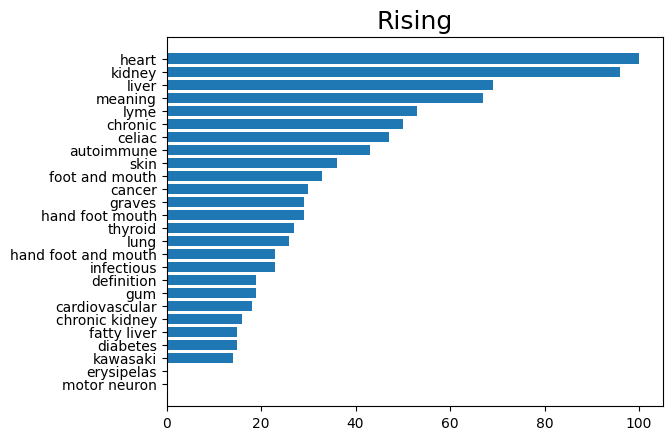 Rising
heart
kidney
liver
meaning
lyme
chronic
celiac
autoimmune
skin
foot and mouth
cancer
graves
hand foot mouth
thyroid
lung
hand foot and mouth
infectious
definition
gum
cardiovascular
chronic kidney
fatty liver
diabetes
kawasaki
erysipelas
motor neuron
0 20 40 60 80 100